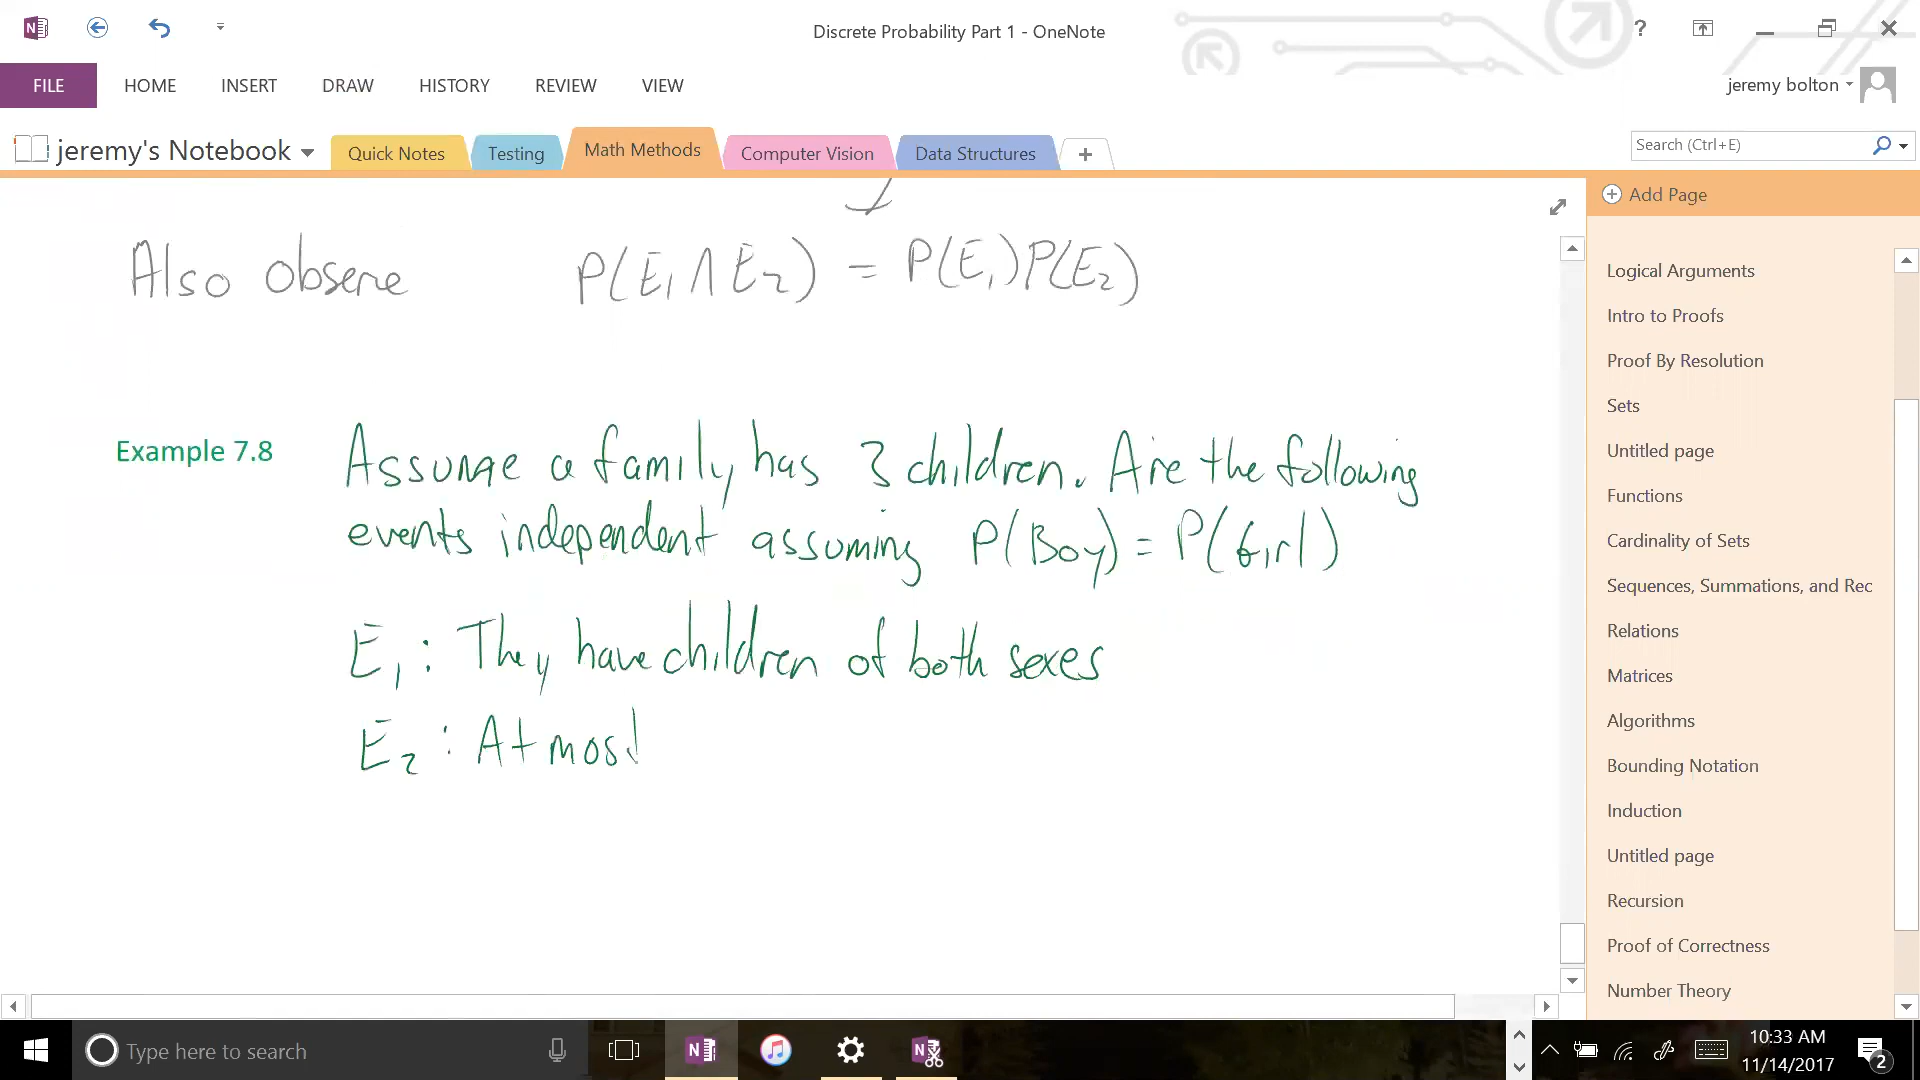 Discrete Probability Part 1 - OneNote
?
FILE HOME INSERT DRAW HISTORY REVIEW VIEW
jeremy bolton
jeremy's Notebook
Quick Notes
Testing
Math Methods
Computer Vision
Data Structures
+
Search (Ctrl+E)
Also obsene P(E₁ ∩ E₂) = P(E₁)P(E₂)
Example 7.8
Assume a family has 3 children. Are the following
events independent assuming P(Boy) = P(Girl)
E₁ : They have children of both sexes
E₂ : At most
Add Page
Logical Arguments
Intro to Proofs
Proof By Resolution
Sets
Untitled page
Functions
Cardinality of Sets
Sequences, Summations, and Rec
Relations
Matrices
Algorithms
Bounding Notation
Induction
Untitled page
Recursion
Proof of Correctness
Number Theory
Type here to search
10:33 AM
11/14/2017
2